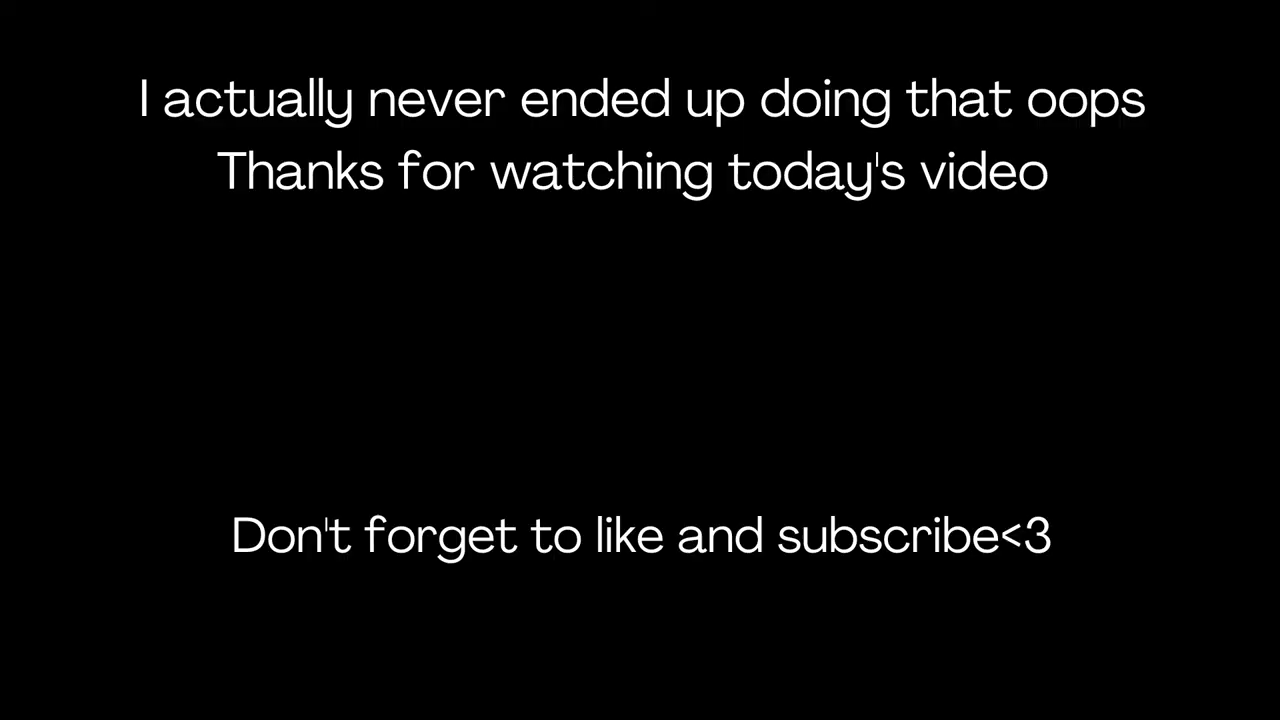 I actually never ended up doing that oops
Thanks for watching today's video
Don't forget to like and subscribe<3